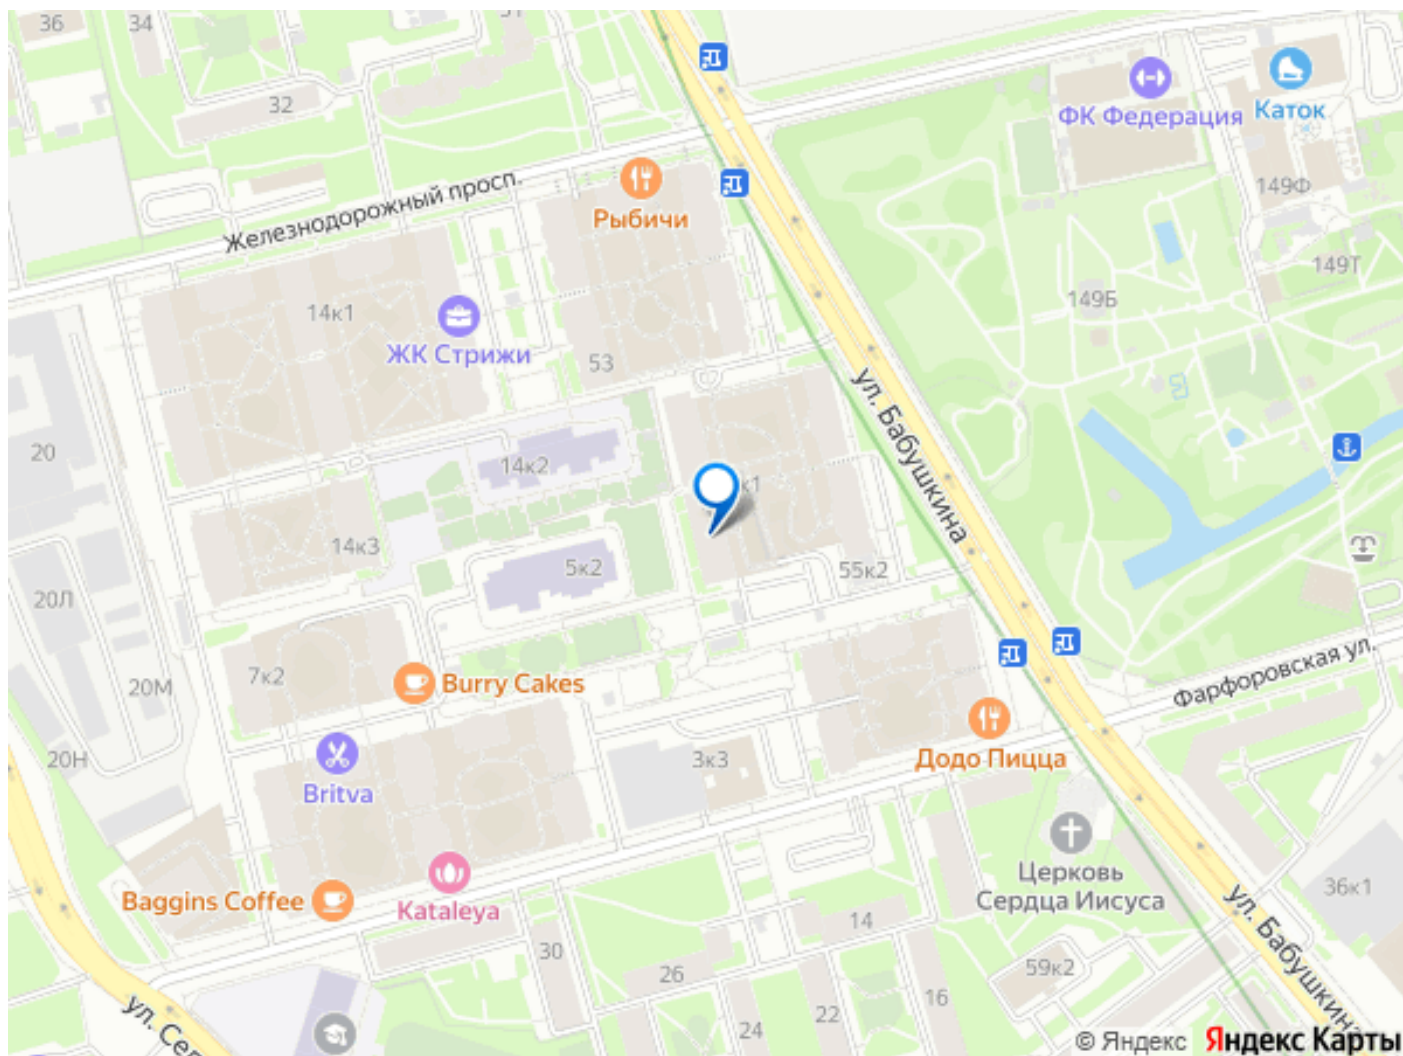 36
34
32
Железнодорожный просп.
Рыбичи
ФК Федерация
Каток
149Ф
149Т
149Б
14к1
ЖК Стрижи
53
ул. Бабушкина
20
14к2
к1
14к3
5к2
55к2
20Л
7к2
20М
Burry Cakes
Фарфоровская ул.
20Н
Britva
3к3
Додо Пицца
Церковь
Сердца Иисуса
36к1
Baggins Coffee
Kataleya
14
30
26
59к2
16
22
24
ул. Бабушкина
ул. Сел
© Яндекс Яндекс Карты